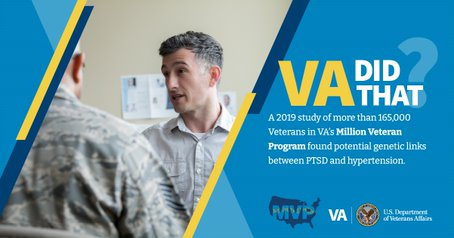 VA DID
THAT?
A 2019 study of more than 165,000
Veterans in VA's Million Veteran
Program found potential genetic links
between PTSD and hypertension.
MVP
VA
U.S. Department
of Veterans Affairs